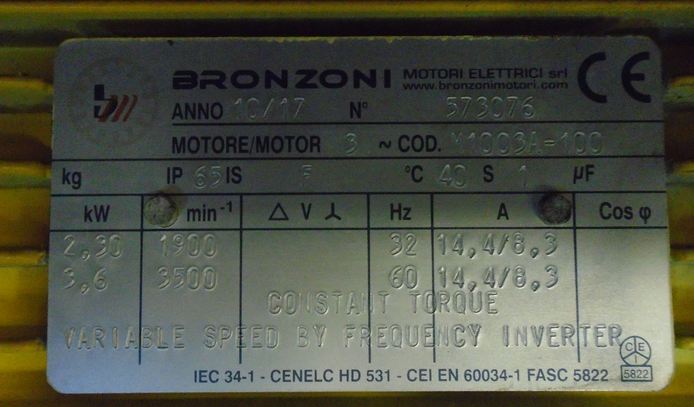 BRONZONI MOTORI ELETTRICI srl
www.bronzonimotori.com
CE
ANNO 10/17 N° 573076
MOTORE/MOTOR 3 ~ COD. M1003A-100
kg IP 65 IS F °C 40 S 1 µF
kW min-1 △ V Y Hz A Cos φ
2,30 1900 32 14,4/8,3
3,6 3500 60 14,4/8,3
CONSTANT TORQUE
VARIABLE SPEED BY FREQUENCY INVERTER
IEC 34-1 - CENELC HD 531 - CEI EN 60034-1 FASC 5822
C E I
5822